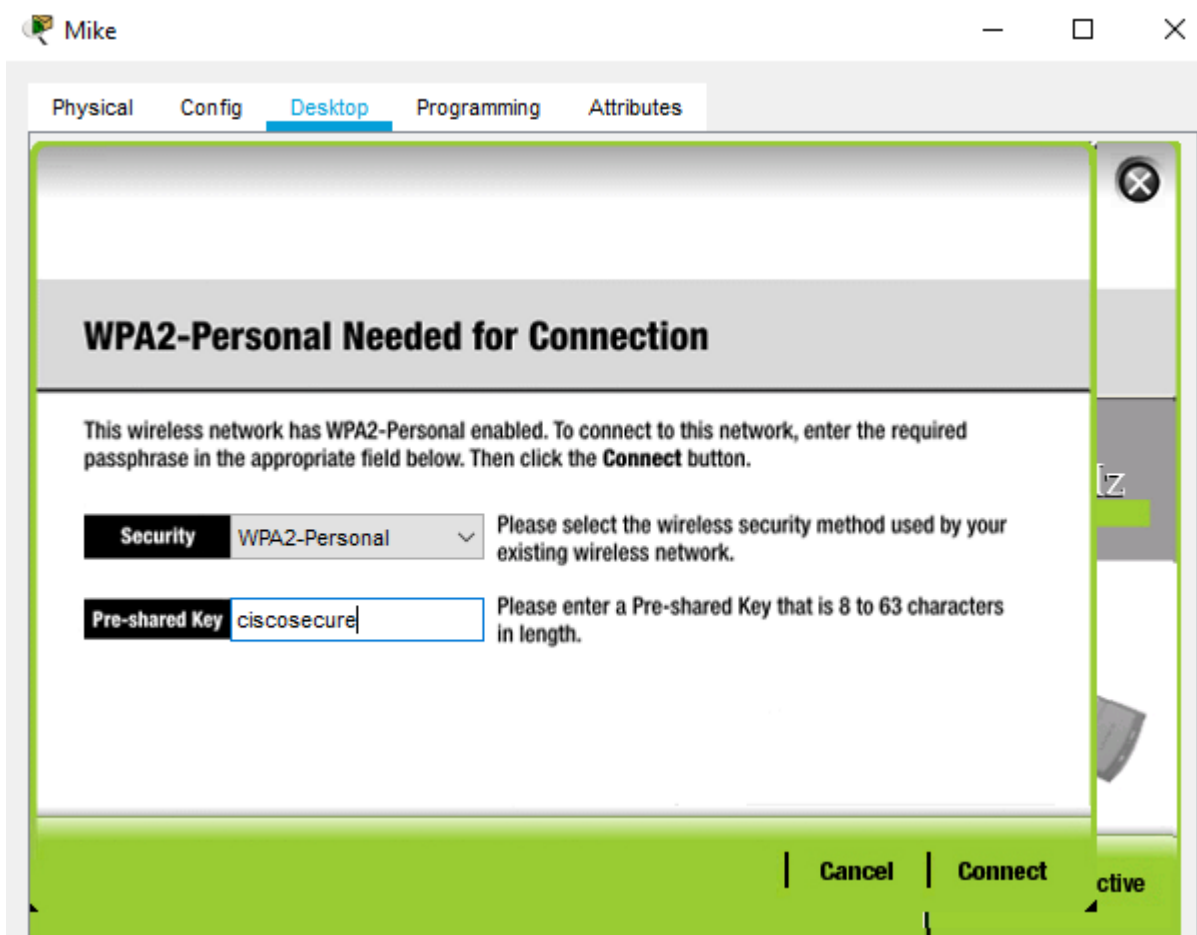 Mike
Physical Config Desktop Programming Attributes
WPA2-Personal Needed for Connection
This wireless network has WPA2-Personal enabled. To connect to this network, enter the required
passphrase in the appropriate field below. Then click the Connect button.
Security WPA2-Personal Please select the wireless security method used by your
existing wireless network.
Pre-shared Key ciscosecure Please enter a Pre-shared Key that is 8 to 63 characters
in length.
Cancel Connect